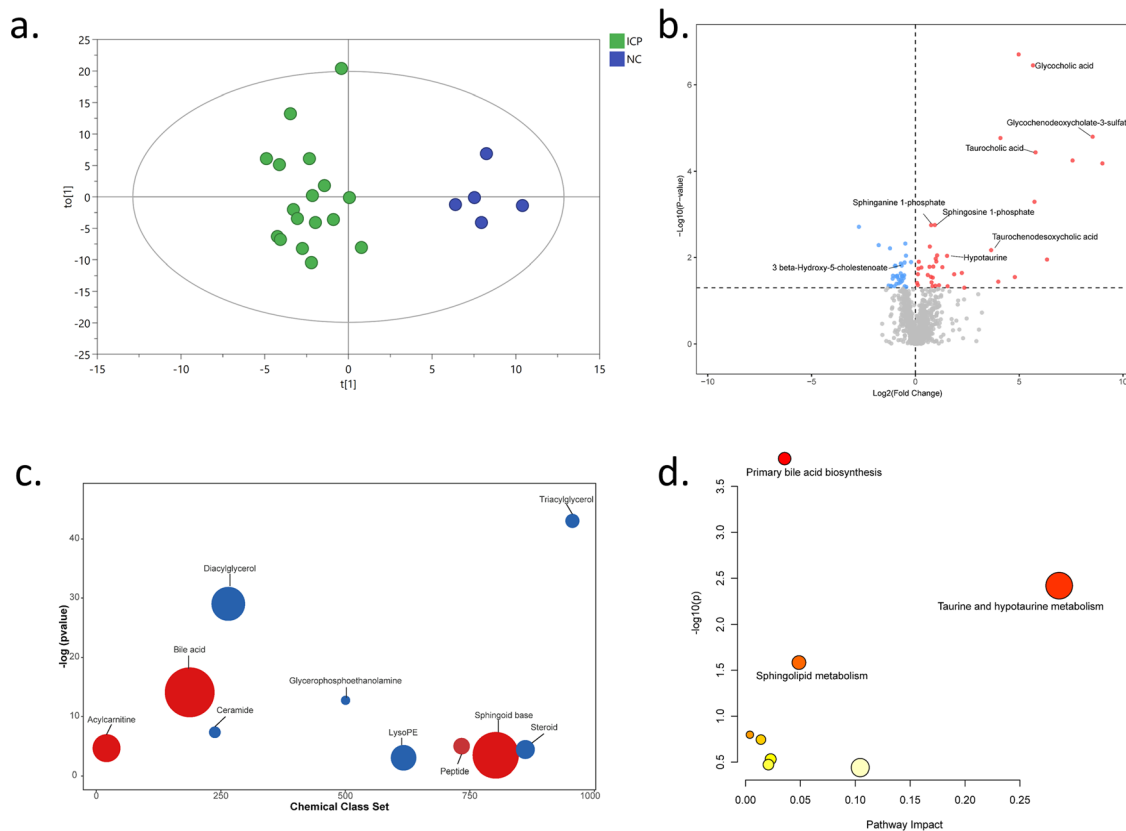 a.
ICP
NC
25
20
15
10
5
0
-5
-10
-15
-20
-25
to[1]
-15
-10
-5
0
5
10
15
t[1]
b.
Glycocholic acid
Glycochenodeoxycholate-3-sulfat
Taurocholic acid
Sphinganine 1-phosphate
Sphingosine 1-phosphate
Taurochenodesoxycholic acid
Hypotaurine
3 beta-Hydroxy-5-cholestenoate
6
4
2
0
−Log10(P−value)
−10
−5
0
5
10
Log2(Fold Change)
c.
Triacylglycerol
Diacylglycerol
Bile acid
Glycerophosphoethanolamine
Acylcarnitine
Ceramide
LysoPE
Sphingoid base
Steroid
Peptide
40
30
20
10
0
-log (pvalue)
0
250
500
750
1000
Chemical Class Set
d.
Primary bile acid biosynthesis
Taurine and hypotaurine metabolism
Sphingolipid metabolism
3.5
3.0
2.5
2.0
1.5
1.0
0.5
-log10(p)
0.00
0.05
0.10
0.15
0.20
0.25
Pathway Impact